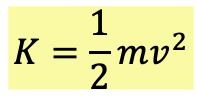 K = 1/2 mv²